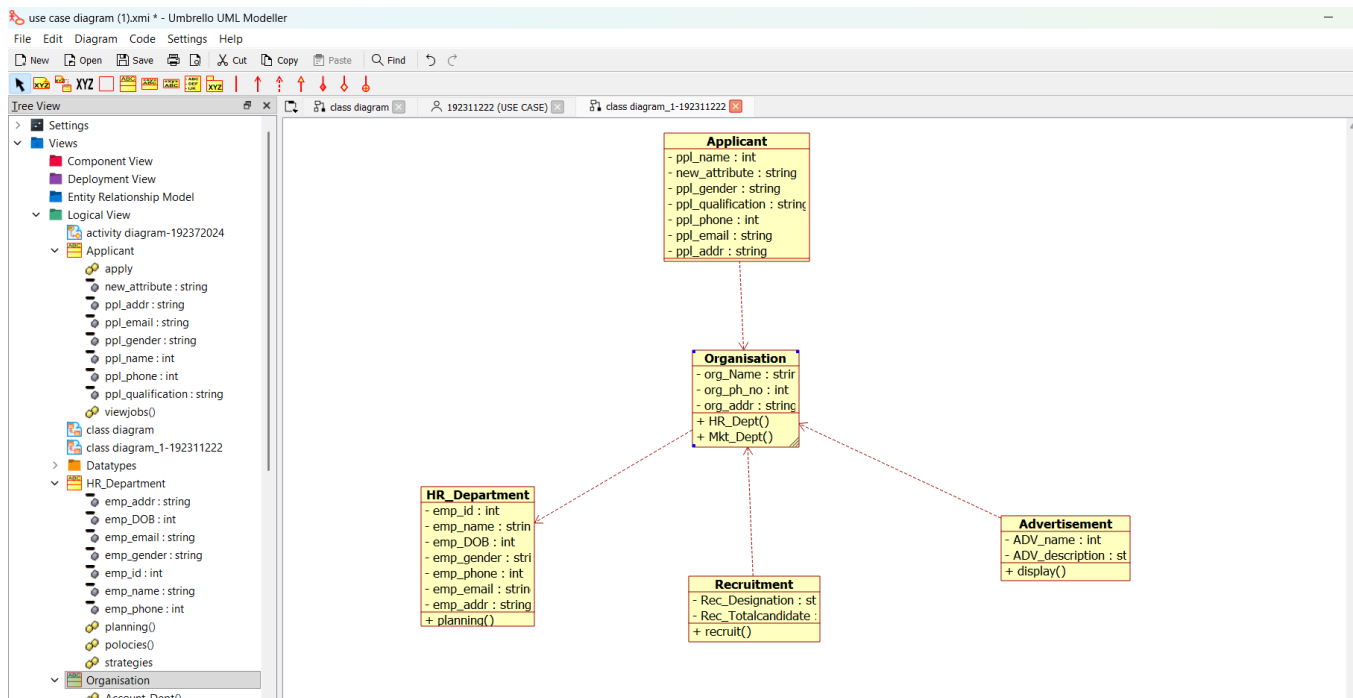 use case diagram (1).xmi * - Umbrello UML Modeller
File Edit Diagram Code Settings Help
New Open Save Cut Copy Paste Find
XYZ
Tree View
class diagram
192311222 (USE CASE)
class diagram_1-192311222
Settings
Views
Component View
Deployment View
Entity Relationship Model
Logical View
activity diagram-192372024
Applicant
apply
new_attribute : string
ppl_addr : string
ppl_email : string
ppl_gender : string
ppl_name : int
ppl_phone : int
ppl_qualification : string
viewjobs()
class diagram
class diagram_1-192311222
Datatypes
HR_Department
emp_addr : string
emp_DOB : int
emp_email : string
emp_gender : string
emp_id : int
emp_name : string
emp_phone : int
planning()
polocies()
strategies
Organisation
Account_Dept()
Applicant
- ppl_name : int
- new_attribute : string
- ppl_gender : string
- ppl_qualification : string
- ppl_phone : int
- ppl_email : string
- ppl_addr : string
Organisation
- org_Name : strir
- org_ph_no : int
- org_addr : string
+ HR_Dept()
+ Mkt_Dept()
HR_Department
- emp_id : int
- emp_name : strin
- emp_DOB : int
- emp_gender : stri
- emp_phone : int
- emp_email : strin
- emp_addr : string
+ planning()
Recruitment
- Rec_Designation : st
- Rec_Totalcandidate :
+ recruit()
Advertisement
- ADV_name : int
- ADV_description : st
+ display()